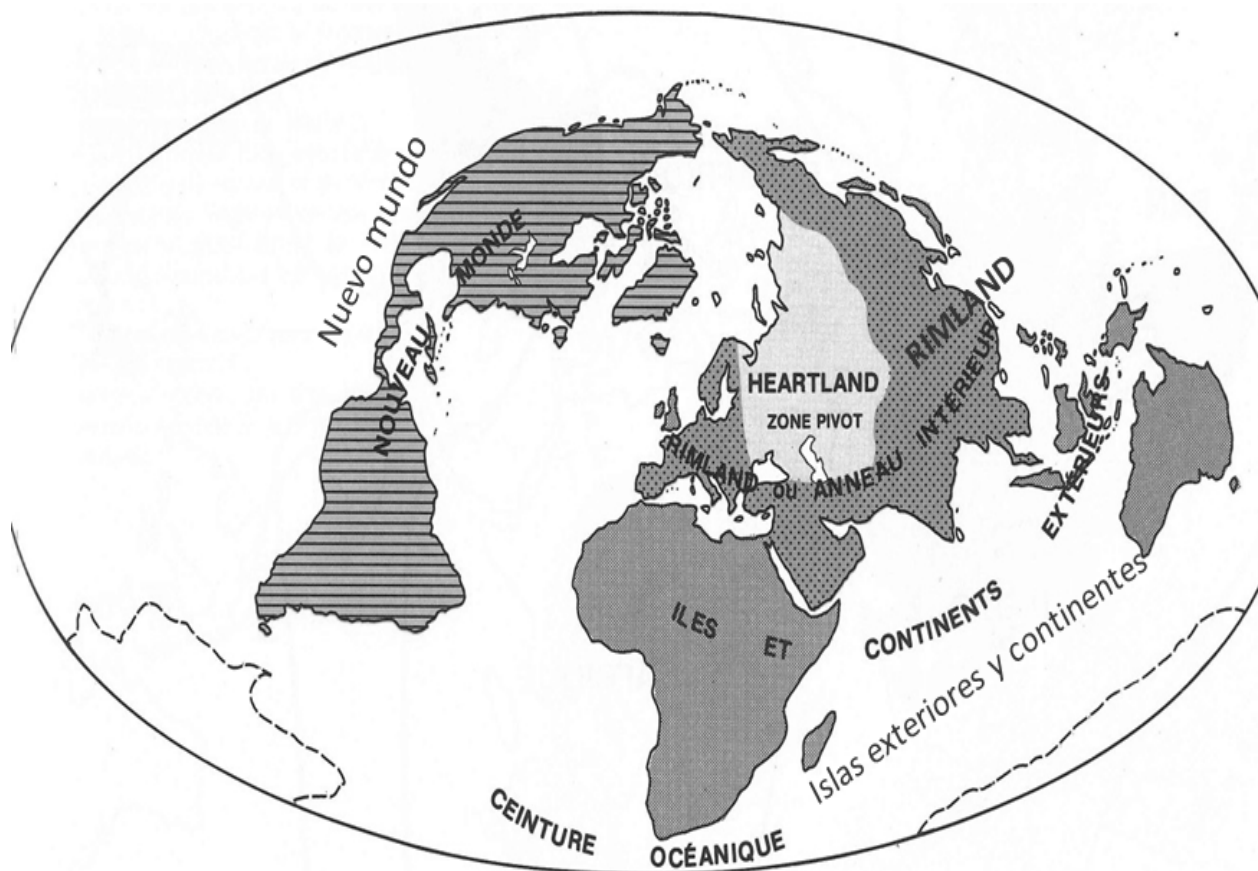 Nuevo mundo
NOUVEAU MONDE
HEARTLAND
ZONE PIVOT
RIMLAND
RIMLAND OU ANNEAU INTÉRIEUR
ILES ET CONTINENTS EXTÉRIEURS
Islas exteriores y continentes
CEINTURE OCÉANIQUE